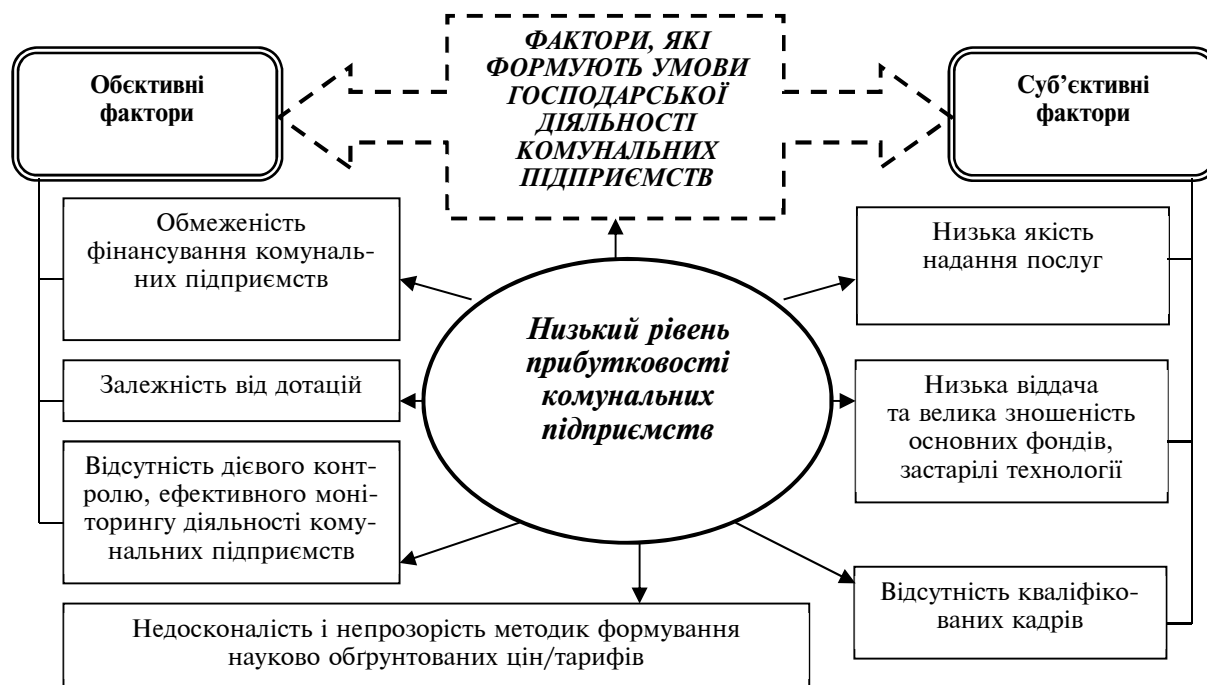 ФАКТОРИ, ЯКІ
ФОРМУЮТЬ УМОВИ
ГОСПОДАРСЬКОЇ
ДІЯЛЬНОСТІ
КОМУНАЛЬНИХ
ПІДПРИЄМСТВ
Обєктивні
фактори
Суб’єктивні
фактори
Обмеженість
фінансування комуналь-
них підприємств
Залежність від дотацій
Відсутність дієвого конт-
ролю, ефективного моні-
торингу діяльності кому-
нальних підприємств
Низький рівень
прибутковості
комунальних
підприємств
Низька якість
надання послуг
Низька віддача
та велика зношеність
основних фондів,
застарілі технології
Відсутність кваліфіко-
ваних кадрів
Недосконалість і непрозорість методик формування
науково обґрунтованих цін/тарифів